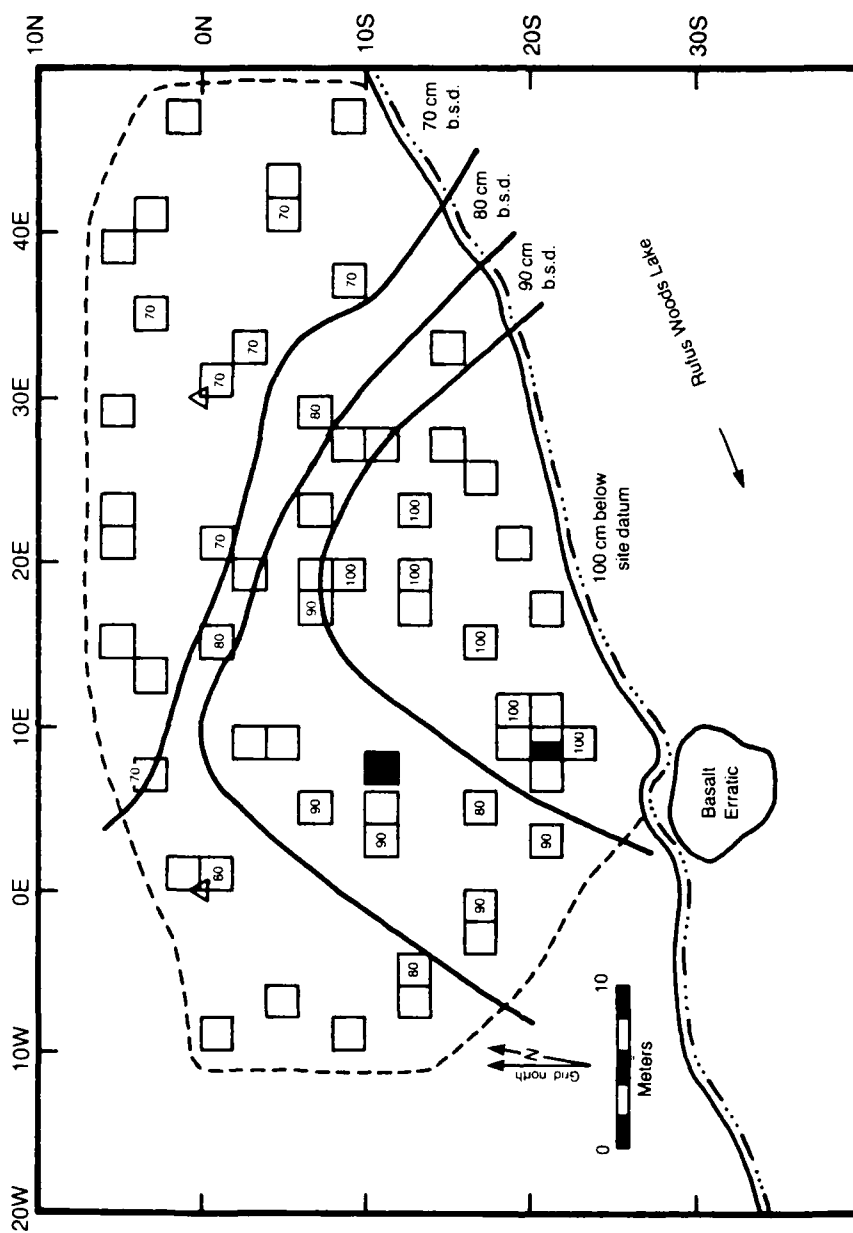 20W
10W
0E
10E
20E
30E
40E
10N
0N
10S
20S
30S
70
70
80
80
70
70
70
70
90
90
80
100
70
90
80
100
100
90
80
100
100
90
100
70 cm
b.s.d.
80 cm
b.s.d.
90 cm
b.s.d.
100 cm below
site datum
Grid north
N
0
10
Meters
Basalt
Erratic
Rufus Woods Lake